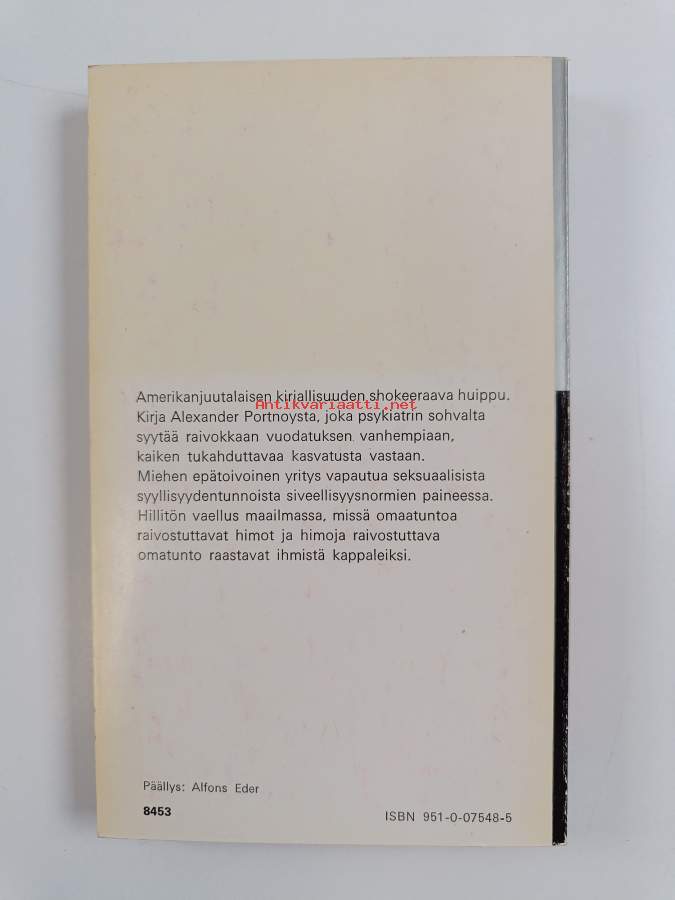 Amerikanjuutalaisen kirjallisuuden shokeeraava huippu.
Antikvariaatti.net
Kirja Alexander Portnoysta, joka psykiatrin sohvalta
syytää raivokkaan vuodatuksen vanhempiaan,
kaiken tukahduttavaa kasvatusta vastaan.
Miehen epätoivoinen yritys vapautua seksuaalisista
syyllisyydentunnoista siveellisyysnormien paineessa.
Hillitön vaellus maailmassa, missä omaatuntoa
raivostuttavat himot ja himoja raivostuttava
omatunto raastavat ihmistä kappaleiksi.
Päällys: Alfons Eder
8453
ISBN 951-0-07548-5